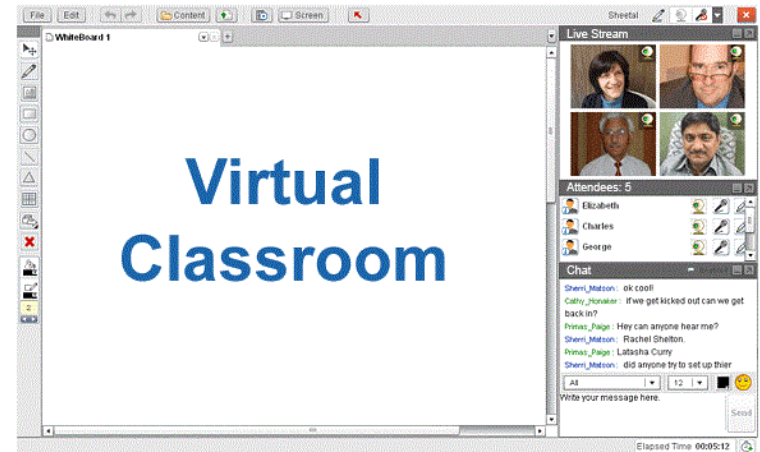 File Edit Content Screen Sheetal
WhiteBoard 1
Live Stream
Virtual
Classroom
Attendees: 5
Elizabeth
Charles
George
Chat
Sherri_Matson: ok cool!
Cathy_Honaker: if we get kicked out can we get
back in?
Primas_Paige: Hey can anyone hear me?
Sherri_Matson: Rachel Shelton.
Primas_Paige: Latasha Curry
Sherri_Matson: did anyone try to set up thier
All 12
Write your message here.
Send
2
Elapsed Time 00:05:12